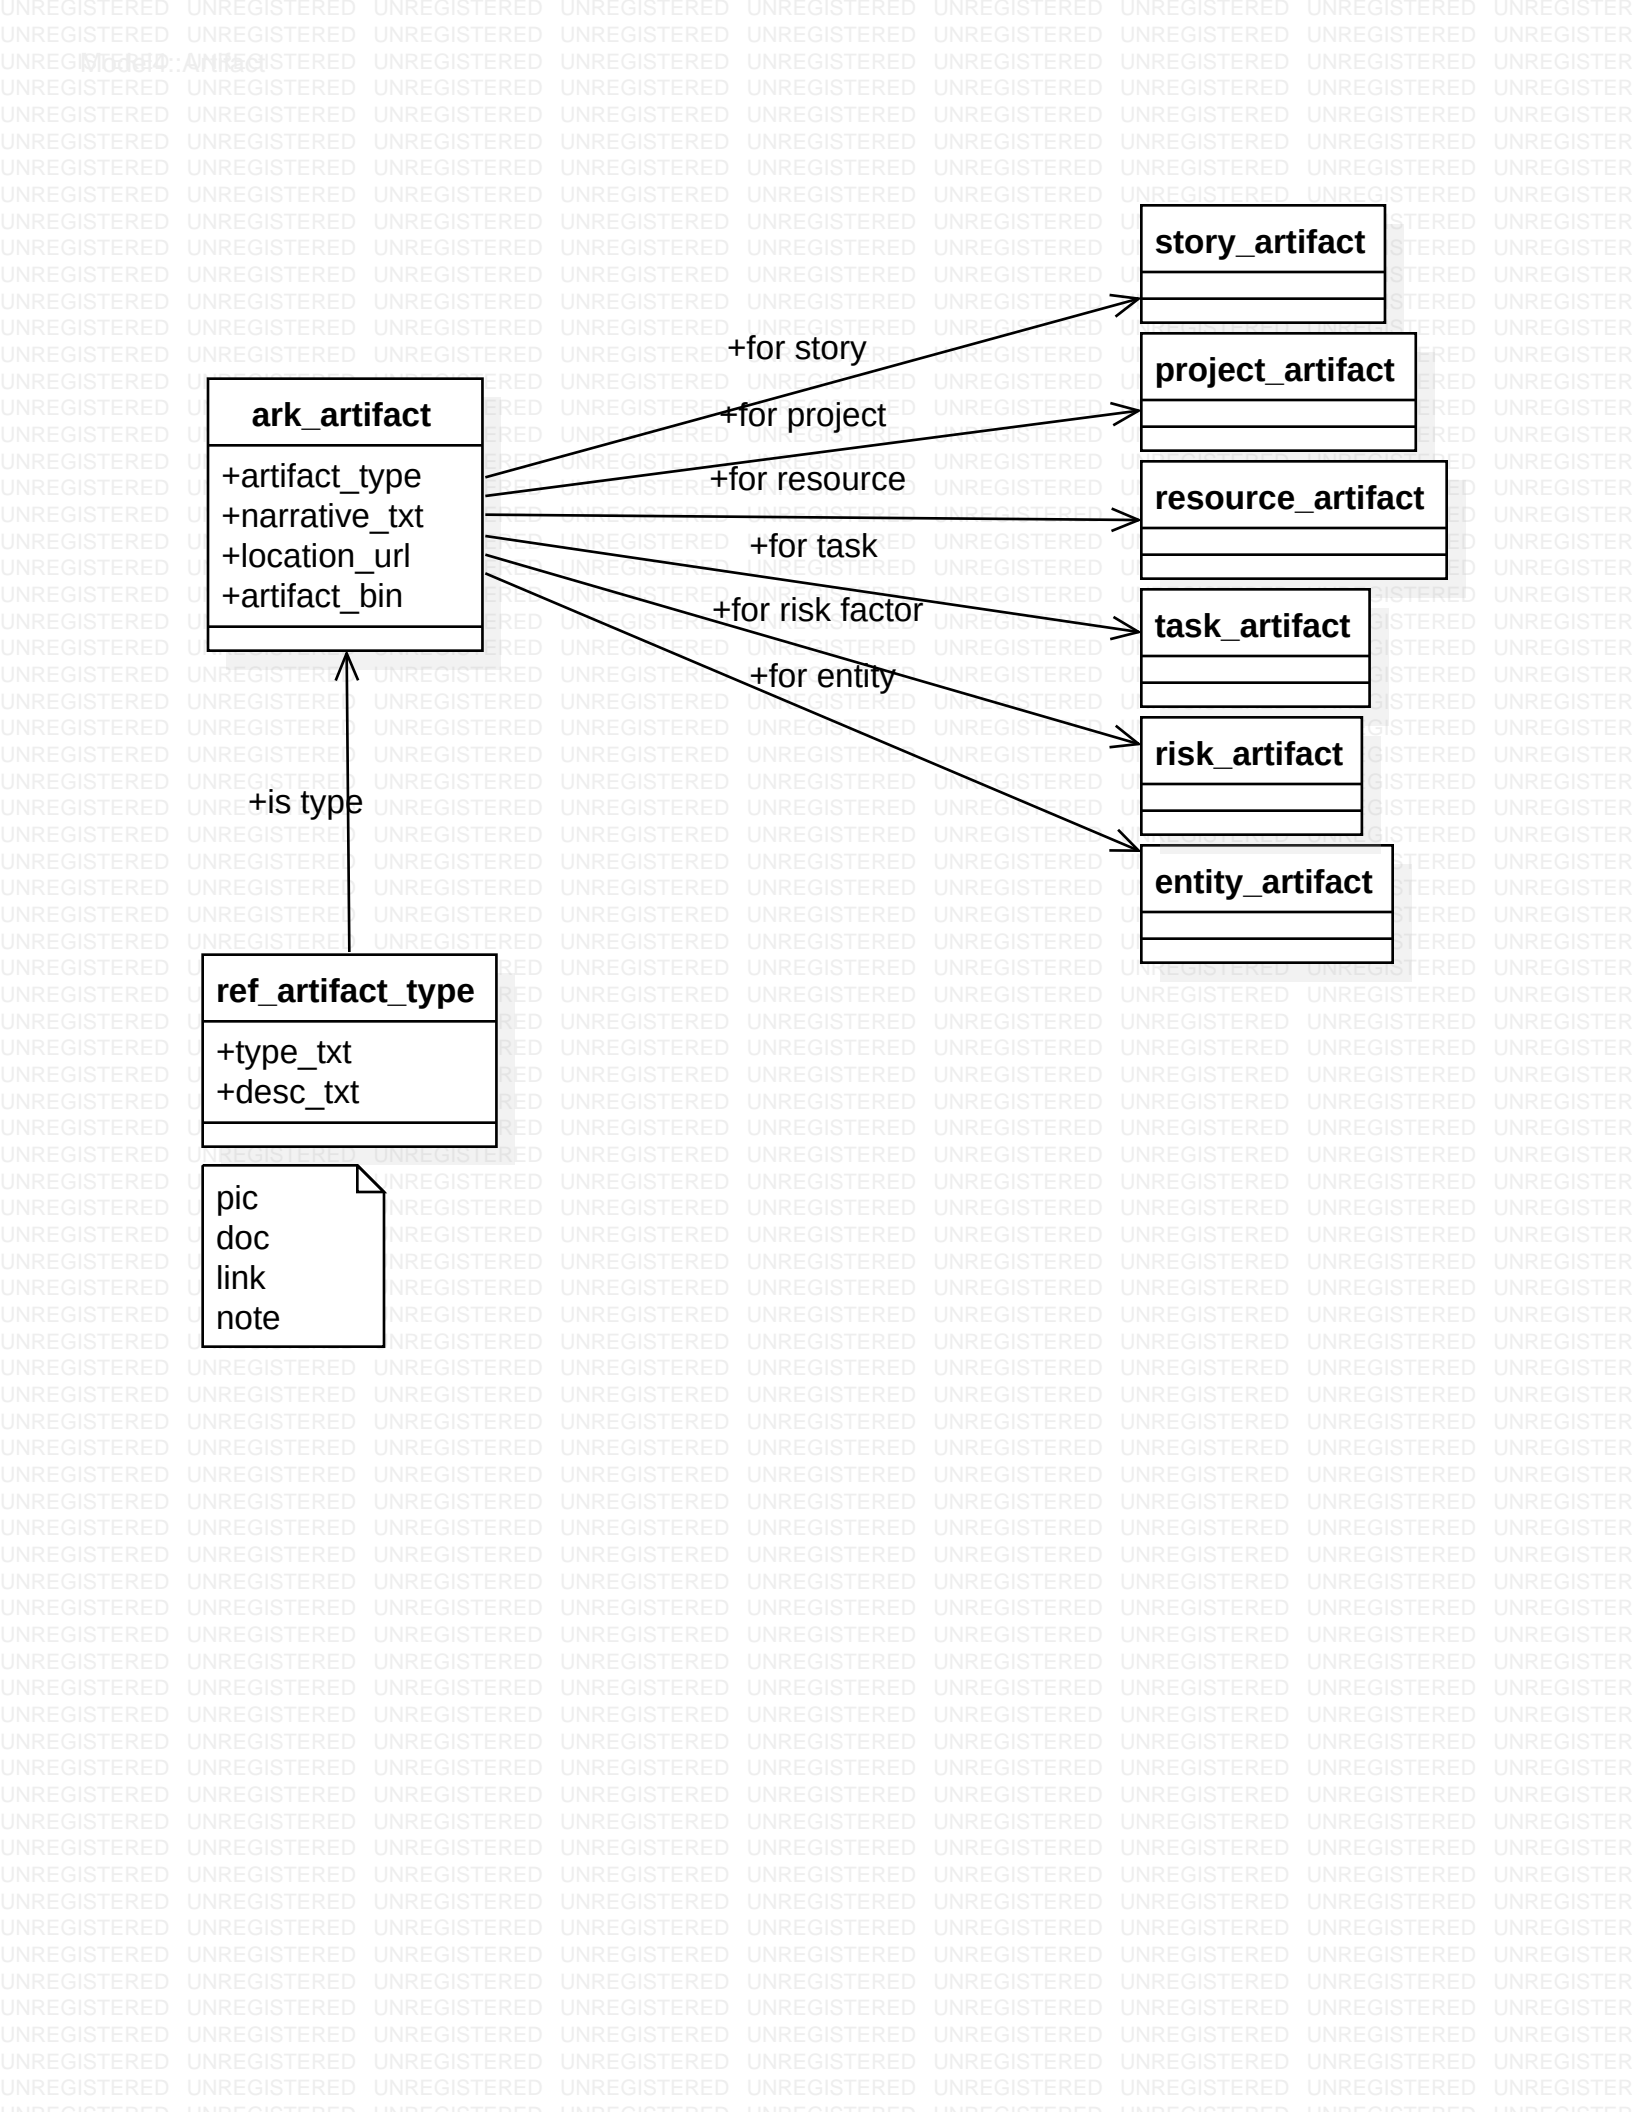 Model4::Artifact
story_artifact
+for story
project_artifact
ark_artifact
+for project
+artifact_type
+narrative_txt
+location_url
+artifact_bin
+for resource
resource_artifact
+for task
+for risk factor
task_artifact
+for entity
risk_artifact
+is type
entity_artifact
ref_artifact_type
+type_txt
+desc_txt
pic
doc
link
note
UNREGISTERED